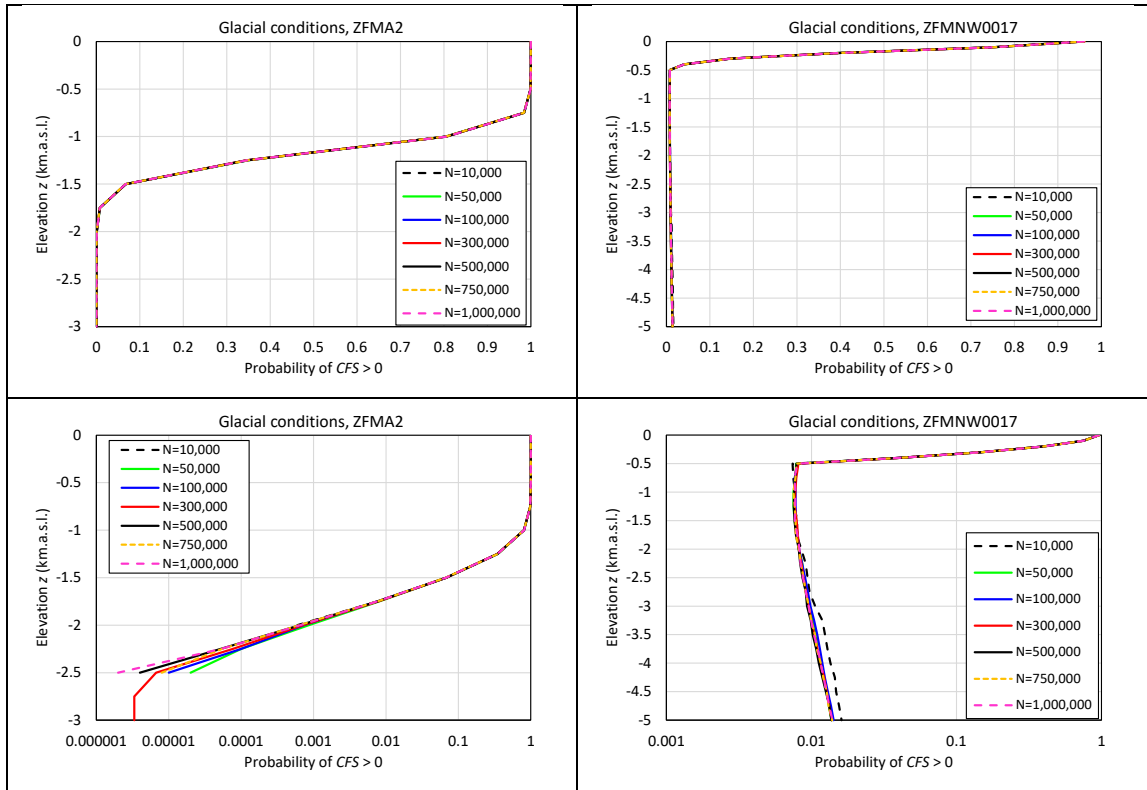 Glacial conditions, ZFMA2
0
-0.5
-1
-1.5
-2
-2.5
-3
Elevation z (km.a.s.l.)
N=10,000
N=50,000
N=100,000
N=300,000
N=500,000
N=750,000
N=1,000,000
0 0.1 0.2 0.3 0.4 0.5 0.6 0.7 0.8 0.9 1
Probability of CFS > 0
Glacial conditions, ZFMNW0017
0
-0.5
-1
-1.5
-2
-2.5
-3
-3.5
-4
-4.5
-5
Elevation z (km.a.s.l.)
N=10,000
N=50,000
N=100,000
N=300,000
N=500,000
N=750,000
N=1,000,000
0 0.1 0.2 0.3 0.4 0.5 0.6 0.7 0.8 0.9 1
Probability of CFS > 0
Glacial conditions, ZFMA2
0
-0.5
-1
-1.5
-2
-2.5
-3
Elevation z (km.a.s.l.)
N=10,000
N=50,000
N=100,000
N=300,000
N=500,000
N=750,000
N=1,000,000
0.000001 0.00001 0.0001 0.001 0.01 0.1 1
Probability of CFS > 0
Glacial conditions, ZFMNW0017
0
-0.5
-1
-1.5
-2
-2.5
-3
-3.5
-4
-4.5
-5
Elevation z (km.a.s.l.)
N=10,000
N=50,000
N=100,000
N=300,000
N=500,000
N=750,000
N=1,000,000
0.001 0.01 0.1 1
Probability of CFS > 0